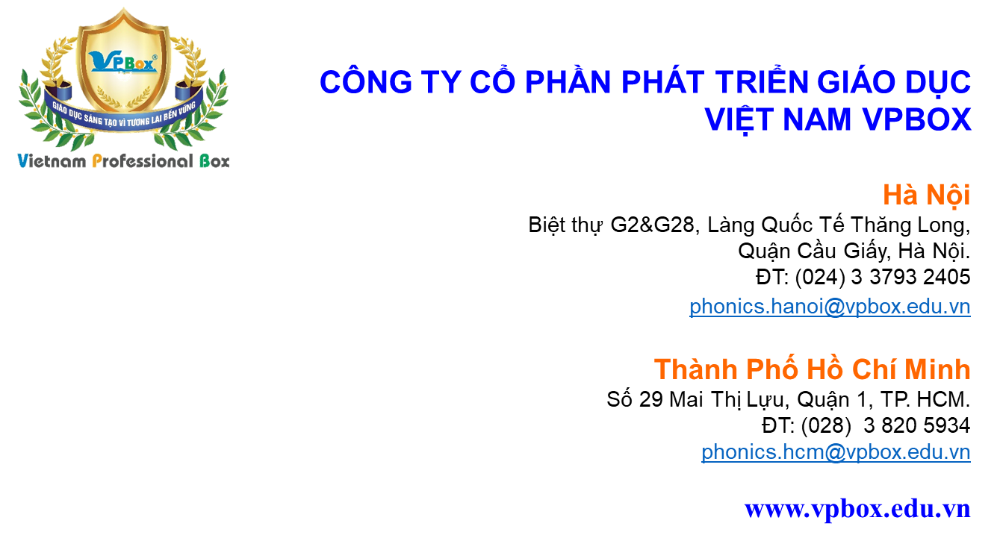 VPBox®
GIÁO DỤC SÁNG TẠO VÌ TƯƠNG LAI BỀN VỮNG
Vietnam Professional Box
CÔNG TY CỔ PHẦN PHÁT TRIỂN GIÁO DỤC
VIỆT NAM VPBOX
Hà Nội
Biệt thự G2&G28, Làng Quốc Tế Thăng Long,
Quận Cầu Giấy, Hà Nội.
ĐT: (024) 3 3793 2405
phonics.hanoi@vpbox.edu.vn
Thành Phố Hồ Chí Minh
Số 29 Mai Thị Lựu, Quận 1, TP. HCM.
ĐT: (028)  3 820 5934
phonics.hcm@vpbox.edu.vn
www.vpbox.edu.vn